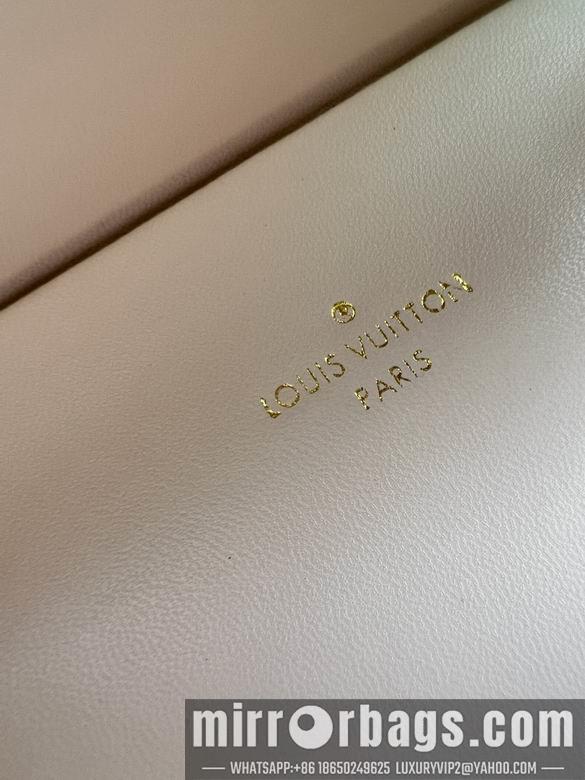 LOUIS VUITTON
PARIS
mirrorbags.com
WHATSAPP:+86 18650249625 LUXURYVIP2@YAHOO.COM